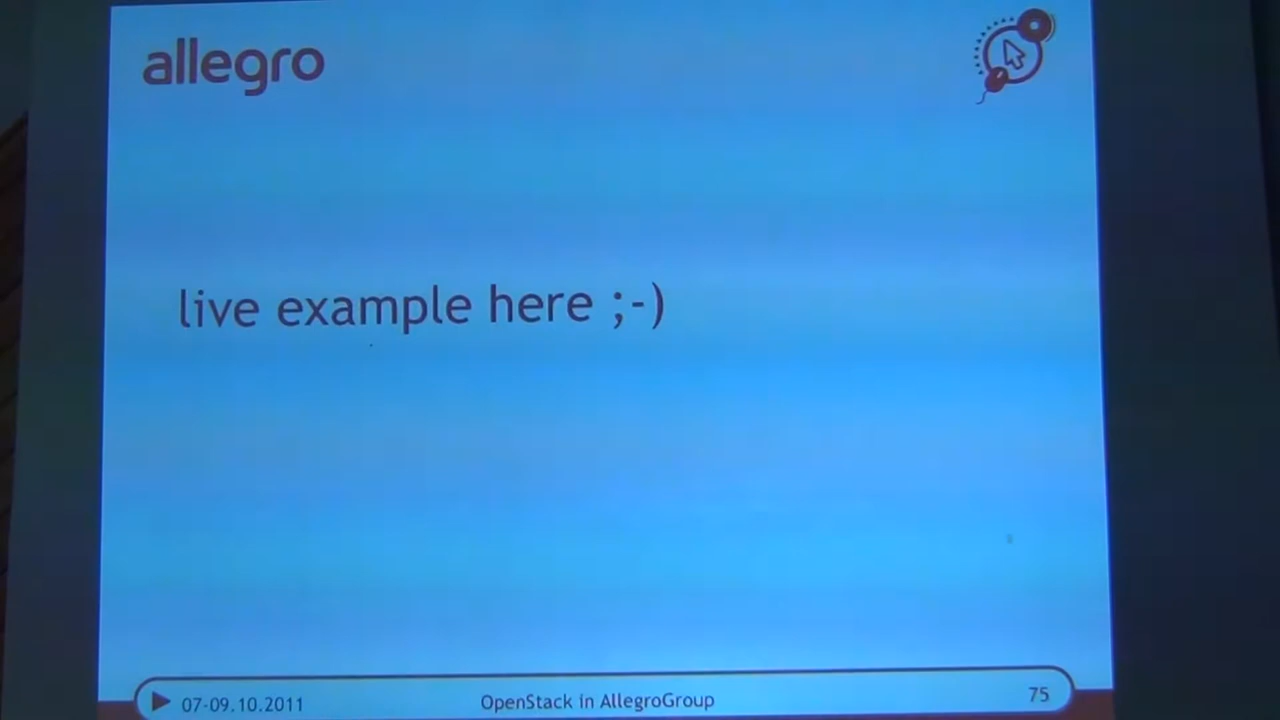 allegro
live example here ;-)
07-09.10.2011
OpenStack in AllegroGroup
75